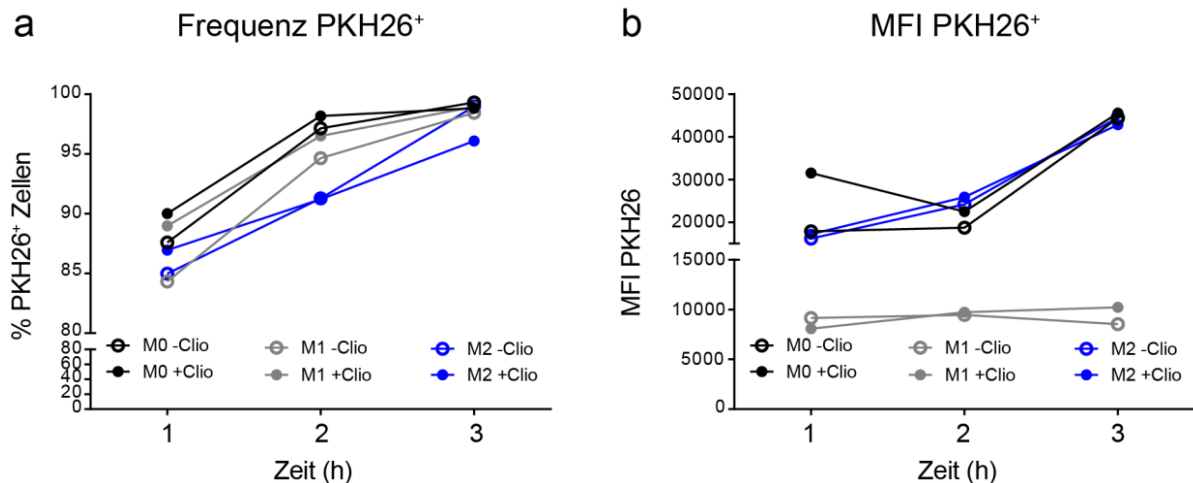 a
Frequenz PKH26⁺
% PKH26⁺ Zellen
100
95
90
85
80
80
60
40
20
0
M0 -Clio
M1 -Clio
M2 -Clio
M0 +Clio
M1 +Clio
M2 +Clio
1
2
3
Zeit (h)
b
MFI PKH26⁺
MFI PKH26
50000
40000
30000
20000
15000
10000
5000
0
M0 -Clio
M1 -Clio
M2 -Clio
M0 +Clio
M1 +Clio
M2 +Clio
1
2
3
Zeit (h)